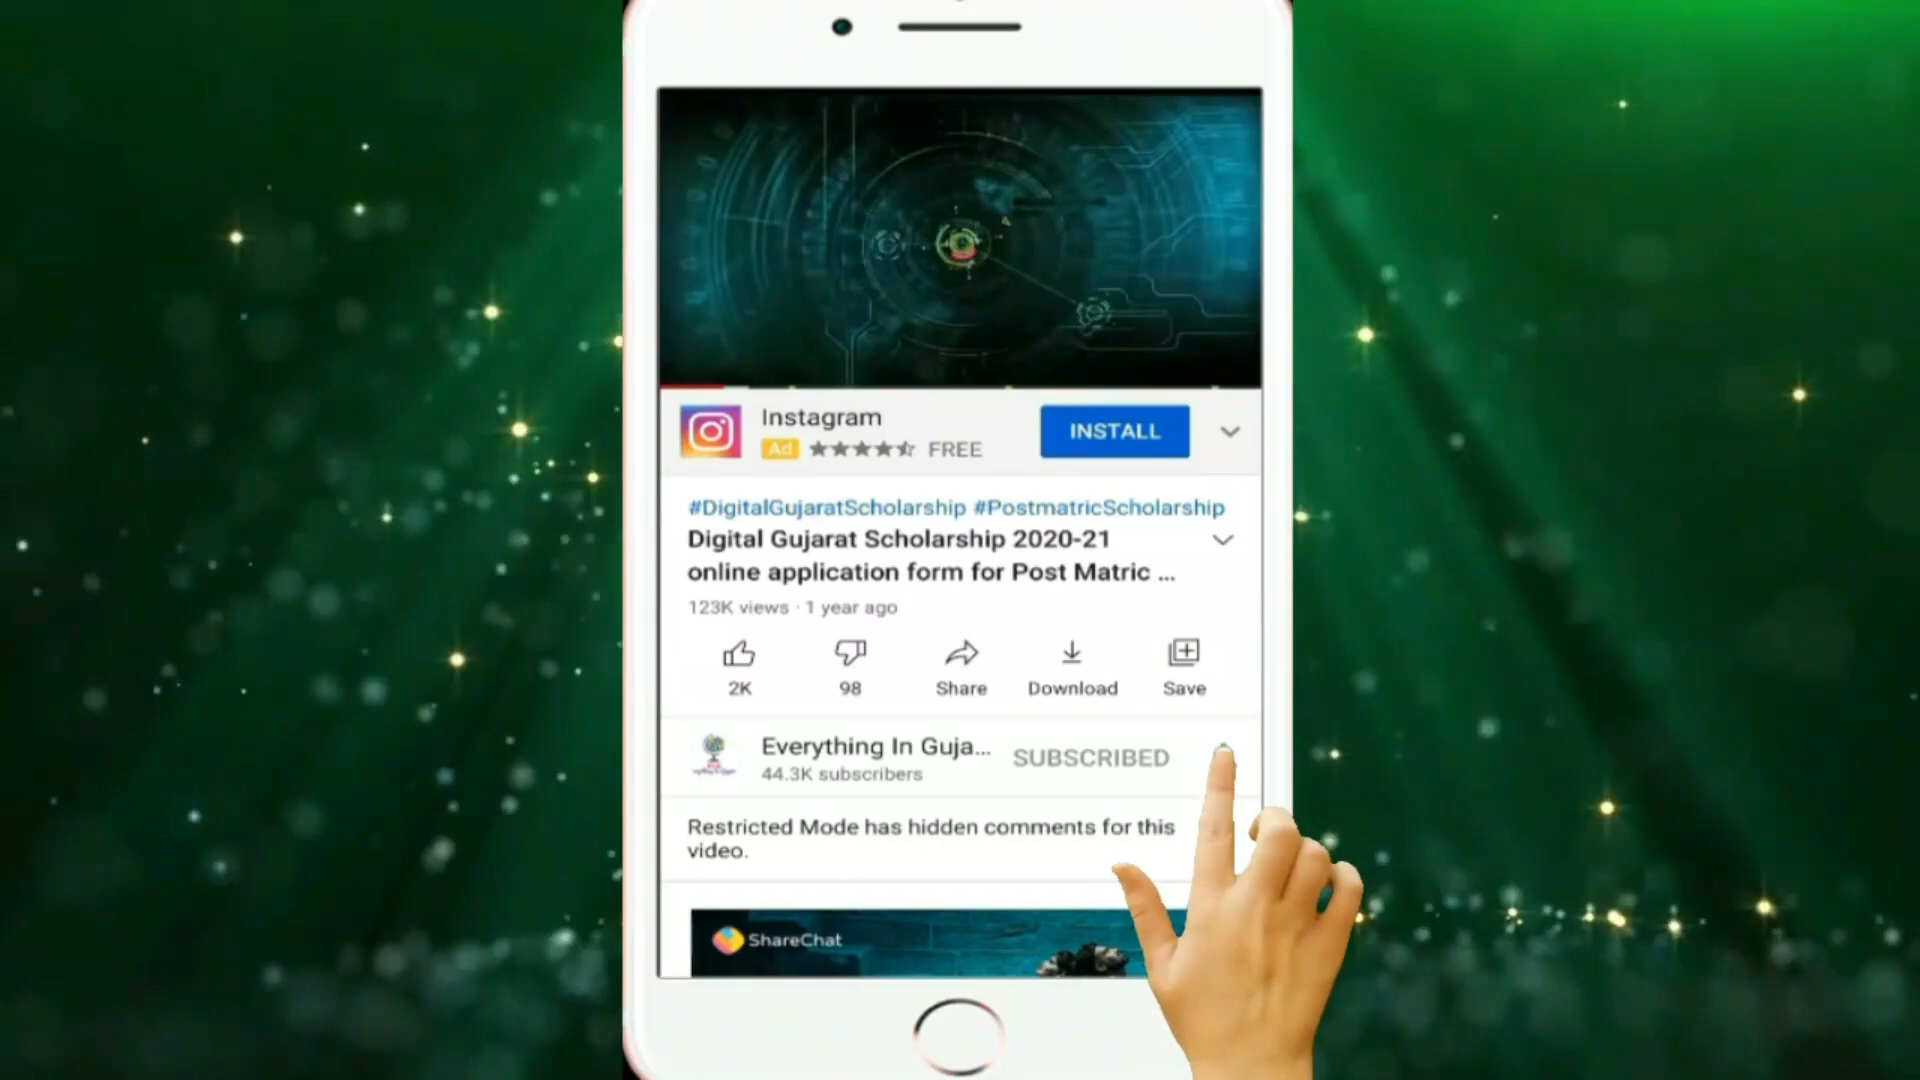 Instagram
INSTALL
Ad
FREE
#DigitalGujaratScholarship #PostmatricScholarship
Digital Gujarat Scholarship 2020-21
online application form for Post Matric ...
123K views · 1 year ago
2K
98
Share
Download
Save
Everything In Guja...
SUBSCRIBED
44.3K subscribers
Restricted Mode has hidden comments for this
video.
ShareChat